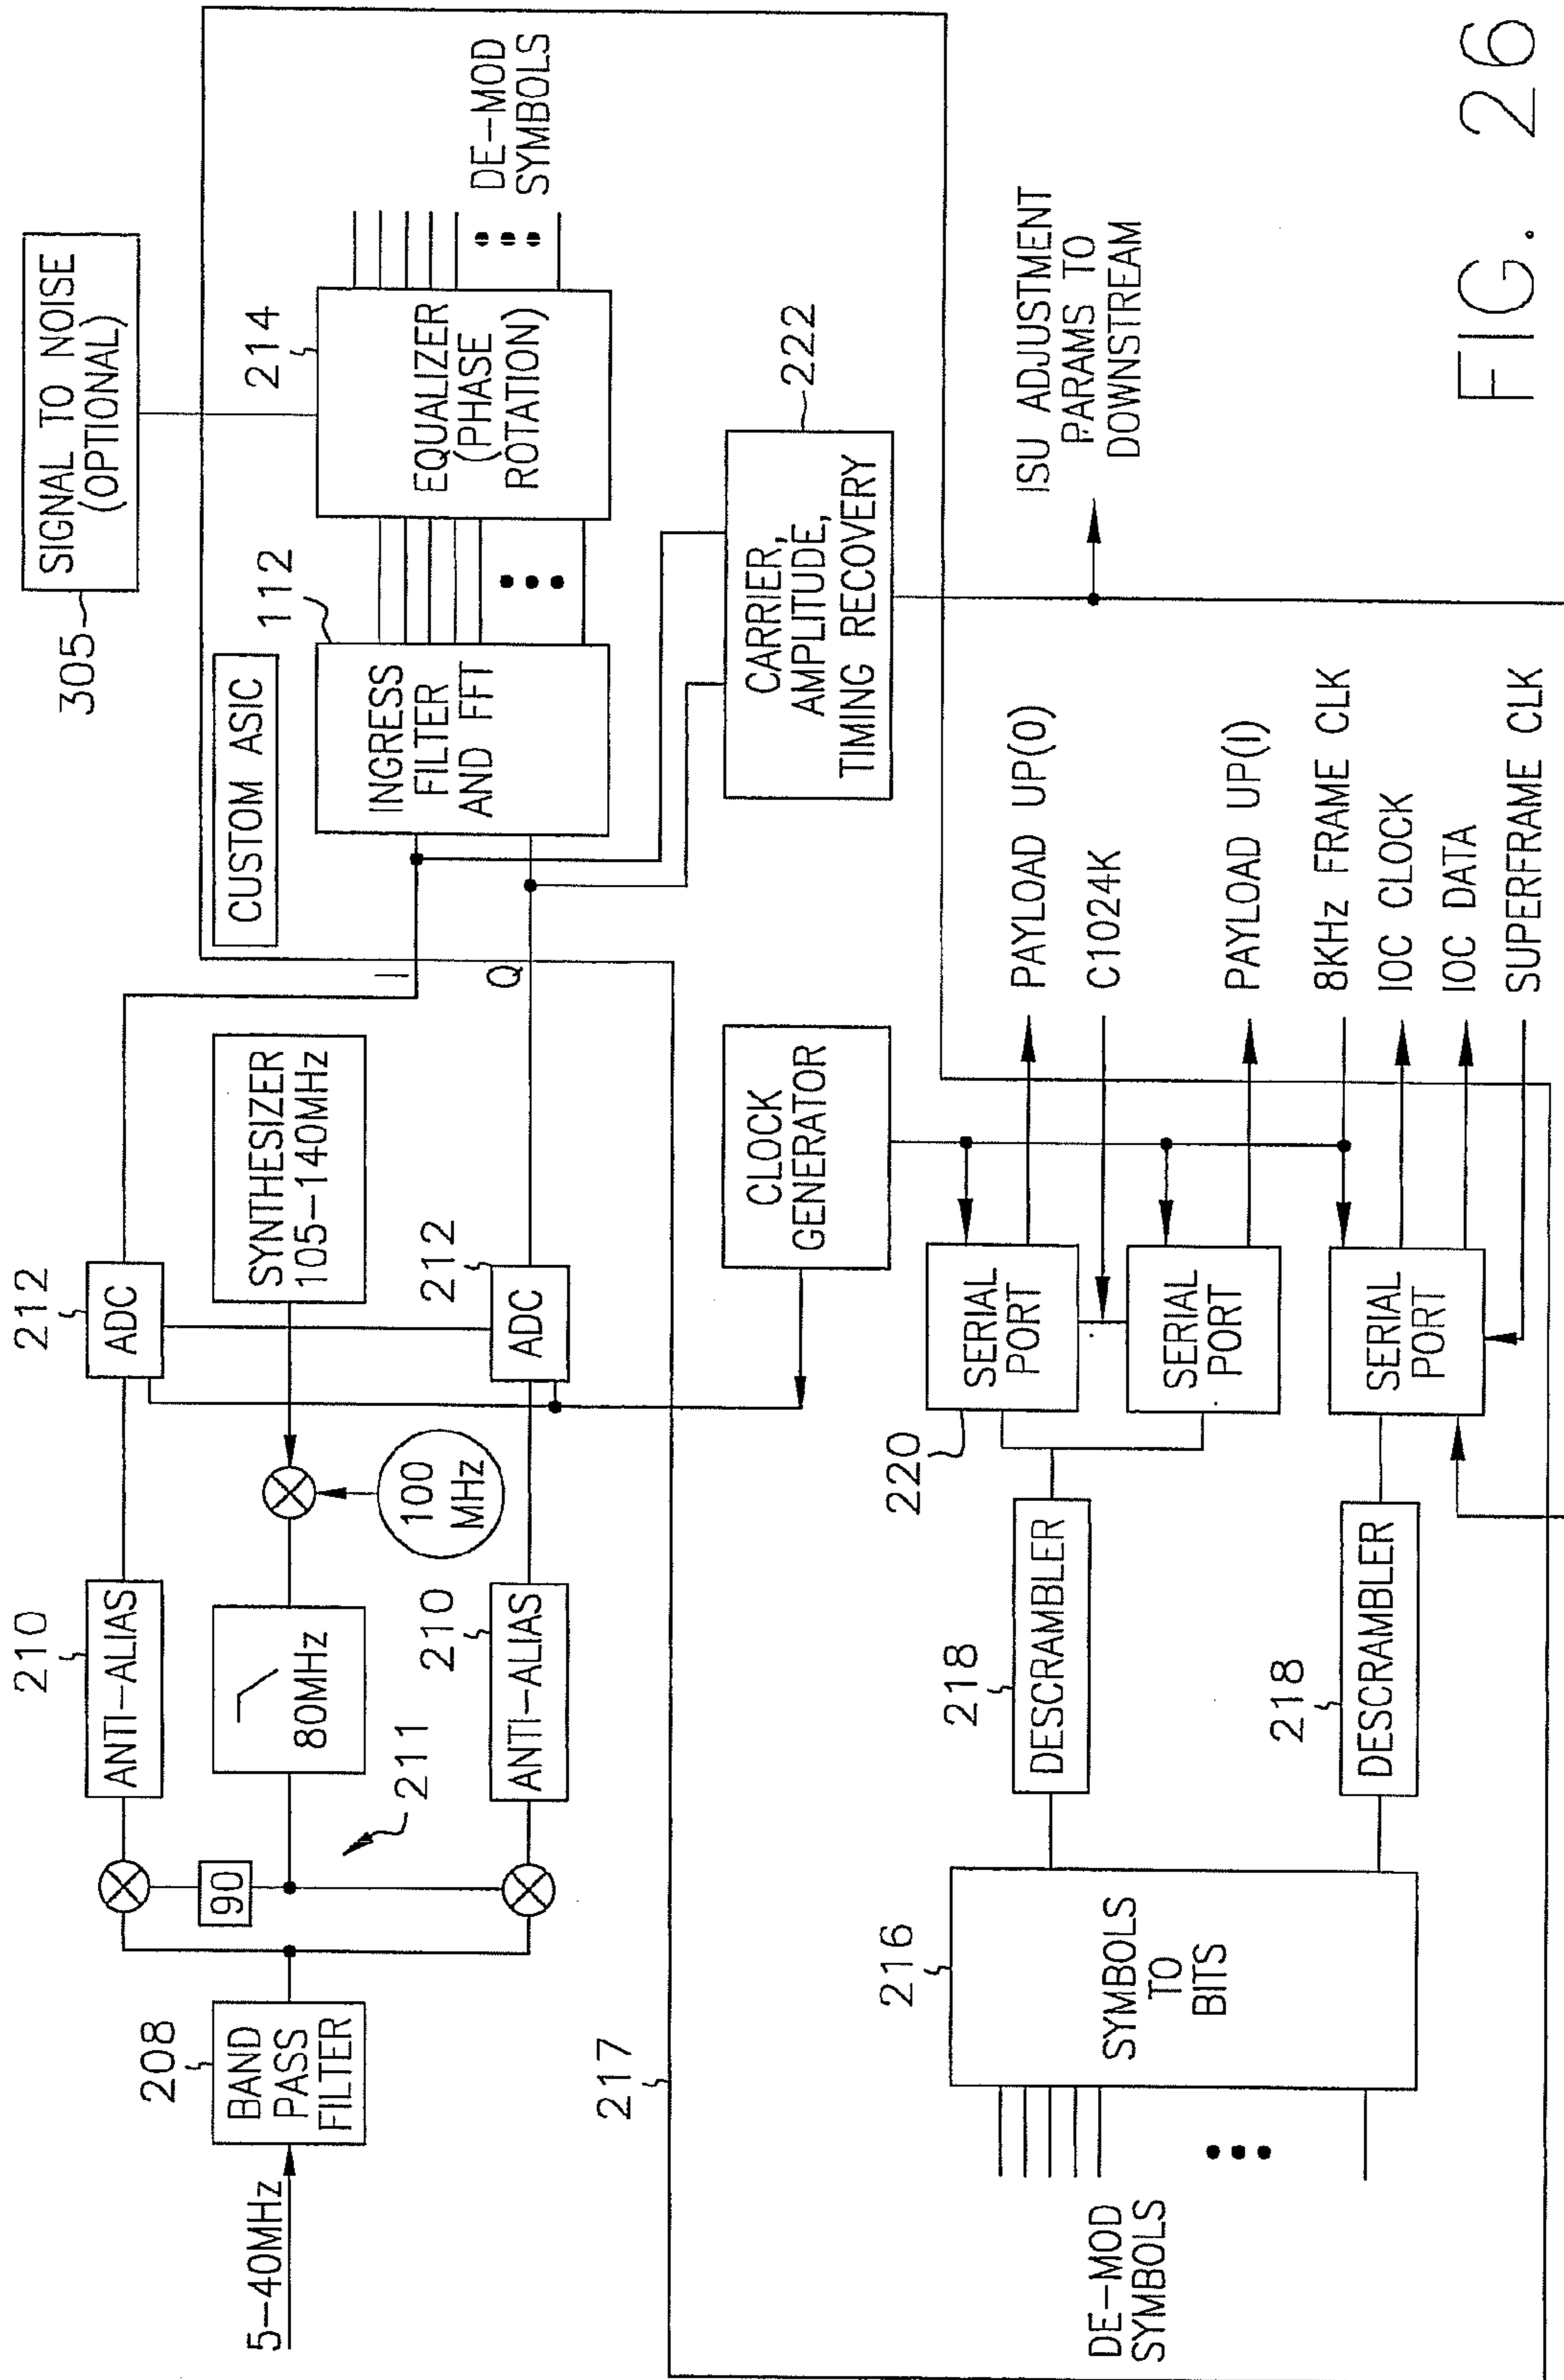 305
SIGNAL TO NOISE
(OPTIONAL)
5-40MHz
208
BAND
PASS
FILTER
90
211
210
ANTI-ALIAS
80MHz
210
ANTI-ALIAS
100
MHz
212
ADC
SYNTHESIZER
105-140MHz
212
ADC
I
Q
CUSTOM ASIC
112
INGRESS
FILTER
AND FFT
214
EQUALIZER
(PHASE
ROTATION)
DE-MOD
SYMBOLS
222
CARRIER,
AMPLITUDE,
TIMING RECOVERY
ISU ADJUSTMENT
PARAMS TO
DOWNSTREAM
217
CLOCK
GENERATOR
DE-MOD
SYMBOLS
216
SYMBOLS
TO
BITS
218
DESCRAMBLER
218
DESCRAMBLER
220
SERIAL
PORT
SERIAL
PORT
SERIAL
PORT
PAYLOAD UP(0)
C1024K
PAYLOAD UP(1)
8KHz FRAME CLK
IOC CLOCK
IOC DATA
SUPERFRAME CLK
FIG. 26